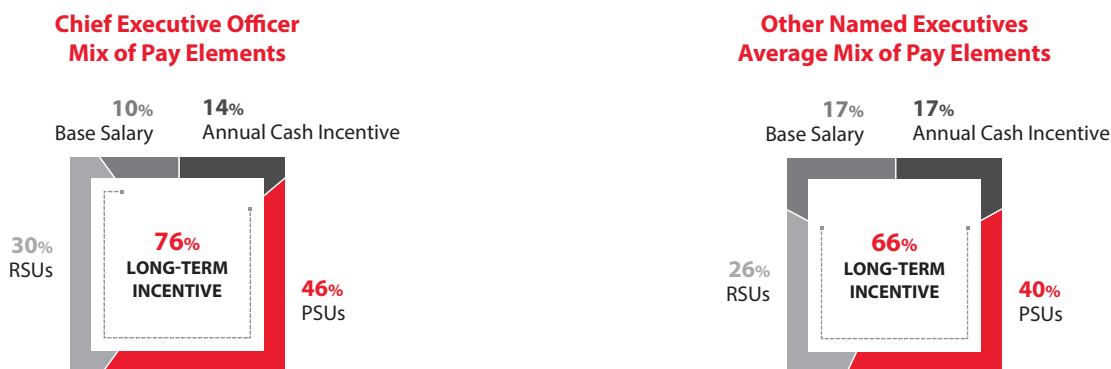 Chief Executive Officer
Mix of Pay Elements
10%
Base Salary
14%
Annual Cash Incentive
30%
RSUs
76%
LONG-TERM
INCENTIVE
46%
PSUs
Other Named Executives
Average Mix of Pay Elements
17%
Base Salary
17%
Annual Cash Incentive
26%
RSUs
66%
LONG-TERM
INCENTIVE
40%
PSUs